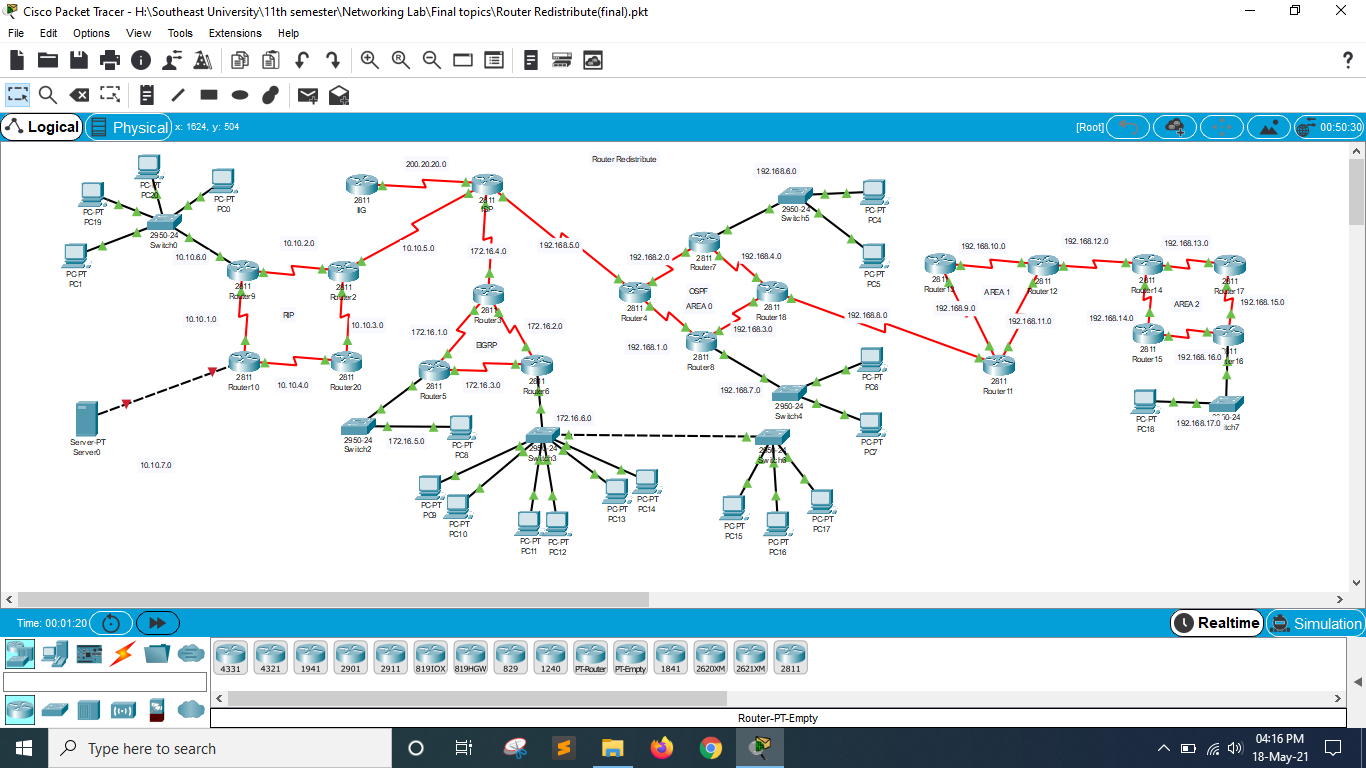 Cisco Packet Tracer - H:\Southeast University\11th semester\Networking Lab\Final topics\Router Redistribute(final).pkt
File Edit Options View Tools Extensions Help
Logical Physical x: 1624, y: 504 [Root] 00:50:30
Router Redistribute
200.20.20.0
2811
IIG
2811
ISP
PC-PT
PC20
PC-PT
PC19
PC-PT
PC0
PC-PT
PC1
2950-24
Switch0
10.10.6.0
10.10.2.0
10.10.5.0
2811
Router9
2811
Router2
10.10.1.0
RIP
10.10.3.0
2811
Router10
10.10.4.0
2811
Router20
Server-PT
Server0
10.10.7.0
172.16.4.0
192.168.5.0
2811
Router3
172.16.1.0
172.16.2.0
EIGRP
2811
Router5
172.16.3.0
2811
Router6
2950-24
Switch2
172.16.5.0
PC-PT
PC8
172.16.6.0
2950-24
Switch3
PC-PT
PC9
PC-PT
PC10
PC-PT
PC11
PC-PT
PC12
PC-PT
PC13
PC-PT
PC14
PC-PT
PC15
PC-PT
PC16
PC-PT
PC17
192.168.6.0
2950-24
Switch5
PC-PT
PC4
PC-PT
PC5
2811
Router7
192.168.2.0
192.168.4.0
OSPF
AREA 0
2811
Router4
2811
Router18
192.168.3.0
192.168.1.0
2811
Router8
192.168.8.0
192.168.7.0
2950-24
Switch4
PC-PT
PC6
PC-PT
PC7
192.168.10.0
2811
2811
Router12
AREA 1
192.168.9.0
192.168.11.0
2811
Router11
192.168.12.0
192.168.13.0
2811
Router14
2811
Router17
AREA 2
192.168.14.0
192.168.15.0
2811
Router15
192.168.16.0
PC-PT
PC18
192.168.17.0
Time: 00:01:20 Realtime Simulation
4331 4321 1941 2901 2911 819IOX 819HGW 829 1240 PT-Router PT-Empty 1841 2620XM 2621XM 2811
Router-PT-Empty
Type here to search
04:16 PM
18-May-21